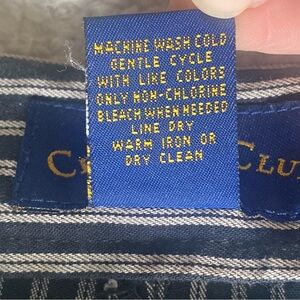 MACHINE WASH COLD
GENTLE CYCLE
WITH LIKE COLORS
ONLY NON-CHLORINE
BLEACH WHEN NEEDED
LINE DRY
WARM IRON OR
DRY CLEAN